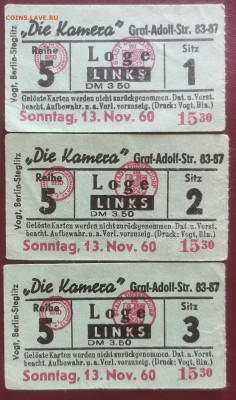 COINS.LAVE.RU
„Die Kamera" Graf-Adolf-Str. 83-87
Vogt, Berlin-Steglitz
Reihe Loge Sitz
5 LINKS 1
DM 3.50
Gelöste Karten werden nicht zurückgenommen. Dat. u. Vorst.
beacht. Aufbewahr. u. a. Verl. vorzuzeig. (Druck: Vogt, Bln.)
Sonntag, 13. Nov. 60 15 30
„Die Kamera" Graf-Adolf-Str. 83-87
Vogt, Berlin-Steglitz
Reihe Loge Sitz
5 LINKS 2
DM 3.50
Gelöste Karten werden nicht zurückgenommen. Dat. u. Vorst.
beacht. Aufbewahr. u. a. Verl. vorzuzeig. (Druck: Vogt, Bln.)
Sonntag, 13. Nov. 60 15 30
„Die Kamera" Graf-Adolf-Str. 83-87
Vogt, Berlin-Steglitz
Reihe Loge Sitz
5 LINKS 3
DM 3.50
Gelöste Karten werden nicht zurückgenommen. Dat. u. Vorst.
beacht. Aufbewahr. u. a. Verl. vorzuzeig. (Druck: Vogt, Bln.)
Sonntag, 13. Nov. 60 15 30